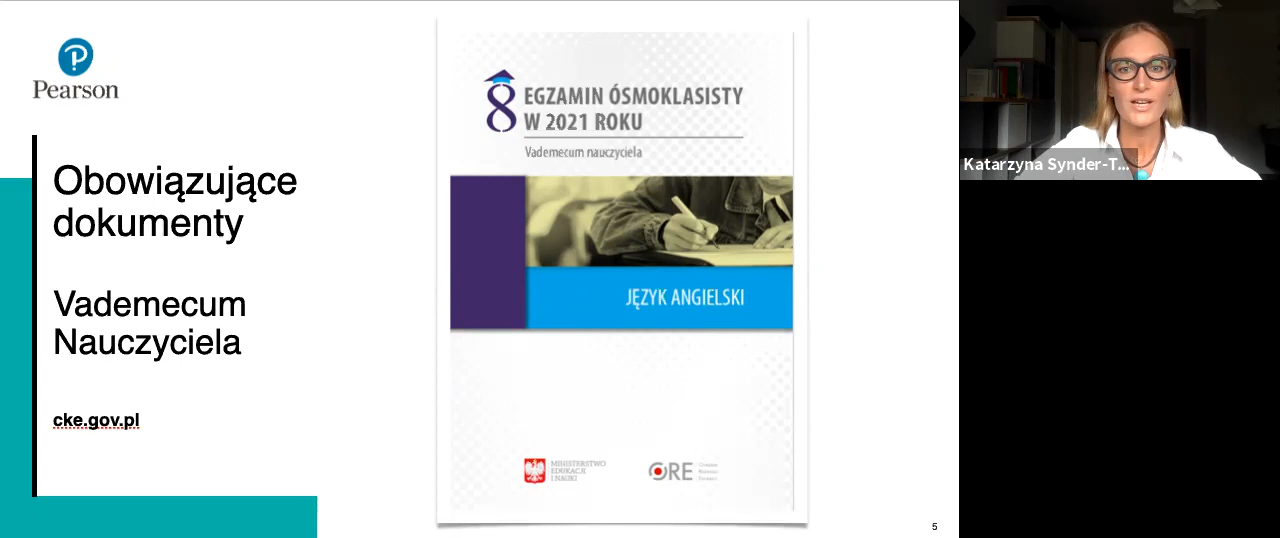 Pearson
Obowiązujące
dokumenty
Vademecum
Nauczyciela
cke.gov.pl
8
EGZAMIN ÓSMOKLASISTY
W 2021 ROKU
Vademecum nauczyciela
JĘZYK ANGIELSKI
MINISTERSTWO
EDUKACJI
I NAUKI
ORE
5
Katarzyna Synder-T...